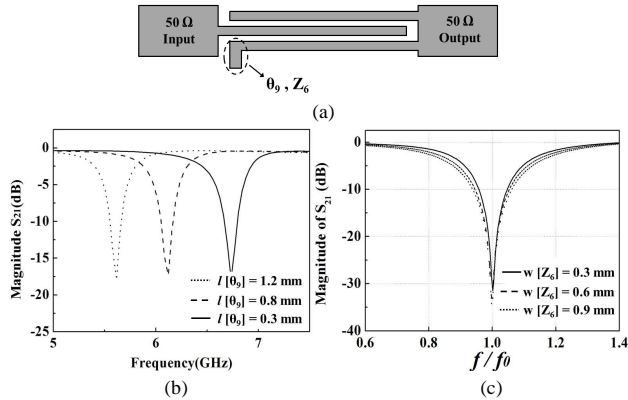 50 Ω
Input
50 Ω
Output
θ₉ , Z₆
(a)
Magnitude S₂₁(dB)
0
-5
-10
-15
-20
-25
5
6
7
Frequency(GHz)
l [θ₉] = 1.2 mm
l [θ₉] = 0.8 mm
l [θ₉] = 0.3 mm
(b)
Magnitude of S₂₁ (dB)
0
-10
-20
-30
-40
0.6
0.8
1.0
1.2
1.4
f / f₀
w [Z₆] = 0.3 mm
w [Z₆] = 0.6 mm
w [Z₆] = 0.9 mm
(c)